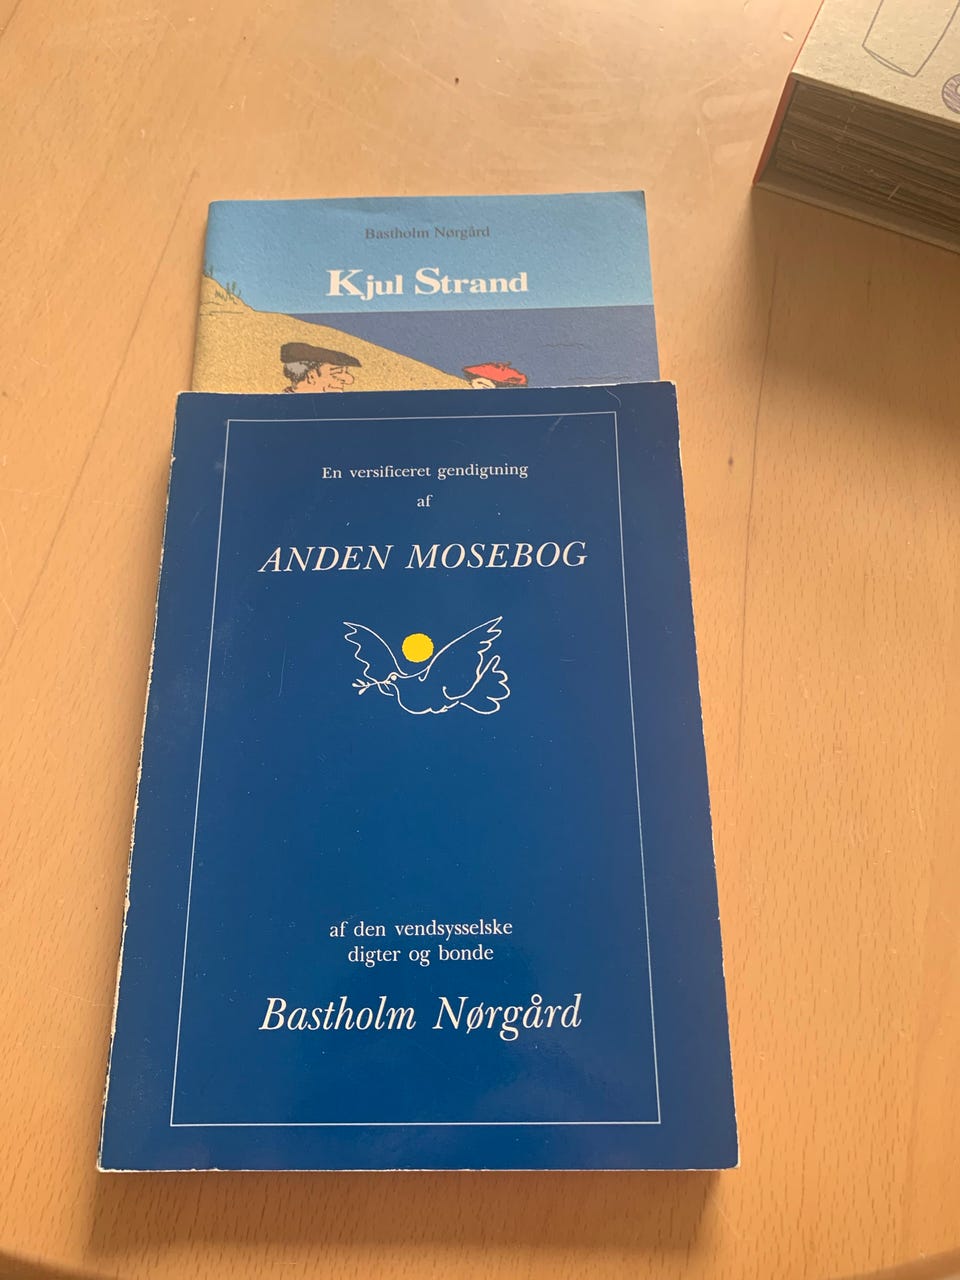 Bastholm Nørgård
Kjul Strand
En versificeret gendigtning
af
ANDEN MOSEBOG
af den vendsysselske
digter og bonde
Bastholm Nørgård